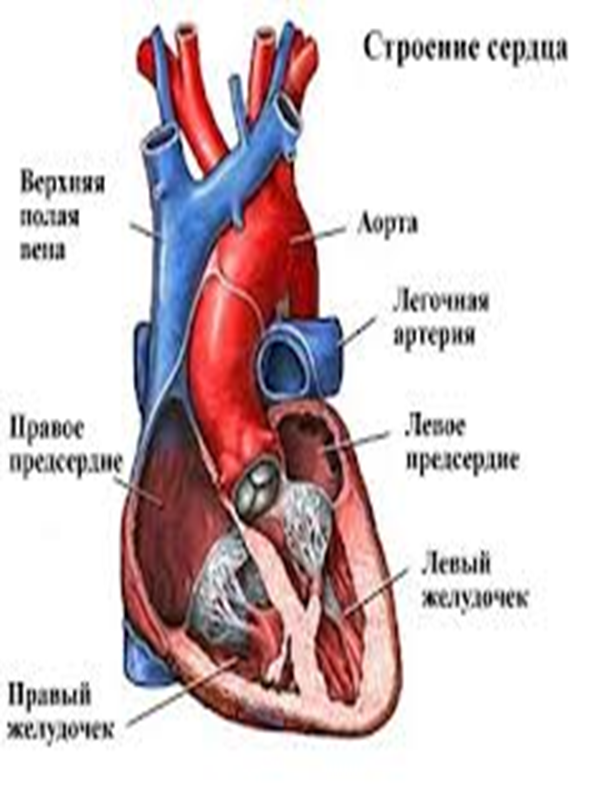 Строение сердца
Верхняя
полая
вена
Аорта
Легочная
артерия
Правое
предсердие
Левое
предсердие
Левый
желудочек
Правый
желудочек